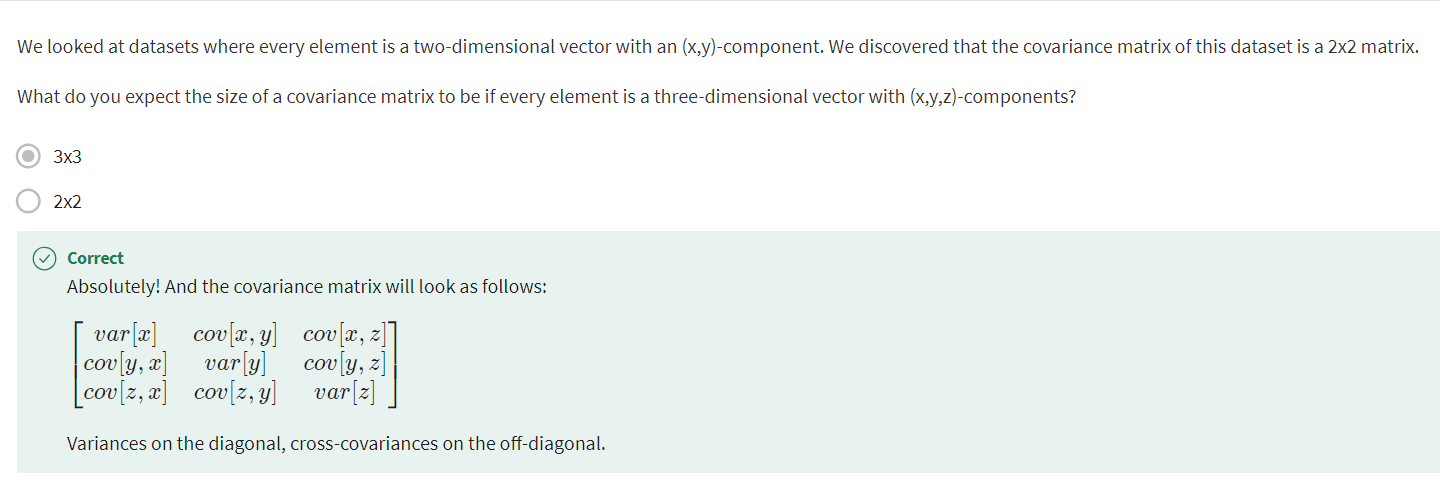 We looked at datasets where every element is a two-dimensional vector with an (x,y)-component. We discovered that the covariance matrix of this dataset is a 2x2 matrix.
What do you expect the size of a covariance matrix to be if every element is a three-dimensional vector with (x,y,z)-components?
3x3
2x2
Correct
Absolutely! And the covariance matrix will look as follows:
var[x] cov[x, y] cov[x, z]
cov[y, x] var[y] cov[y, z]
cov[z, x] cov[z, y] var[z]
Variances on the diagonal, cross-covariances on the off-diagonal.